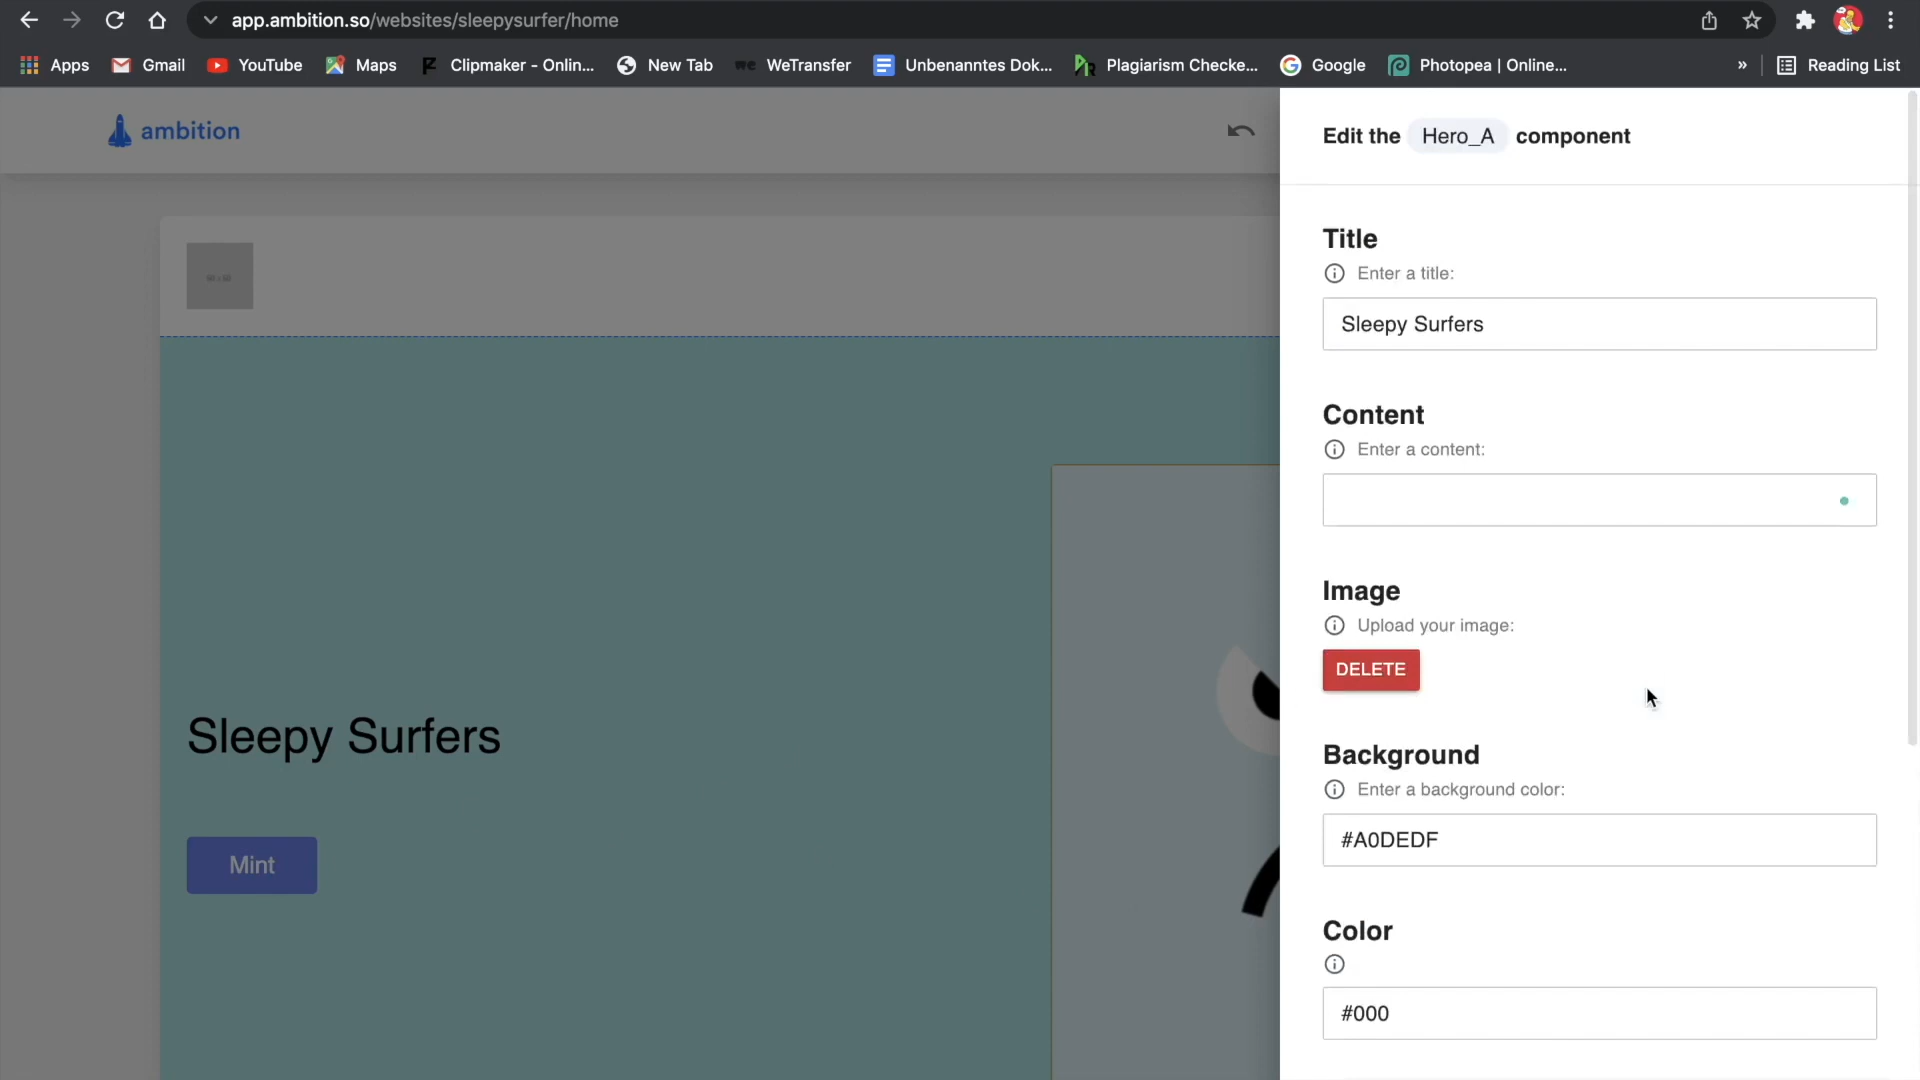 app.ambition.so/websites/sleepysurfer/home
Apps
Gmail
YouTube
Maps
Clipmaker - Onlin...
New Tab
WeTransfer
Unbenanntes Dok...
Plagiarism Checke...
Google
Photopea | Online...
»
Reading List
ambition
Edit the Hero_A component
Title
Enter a title:
Sleepy Surfers
Content
Enter a content:
Image
Upload your image:
DELETE
Background
Enter a background color:
#A0DEDF
Color
#000
Sleepy Surfers
Mint